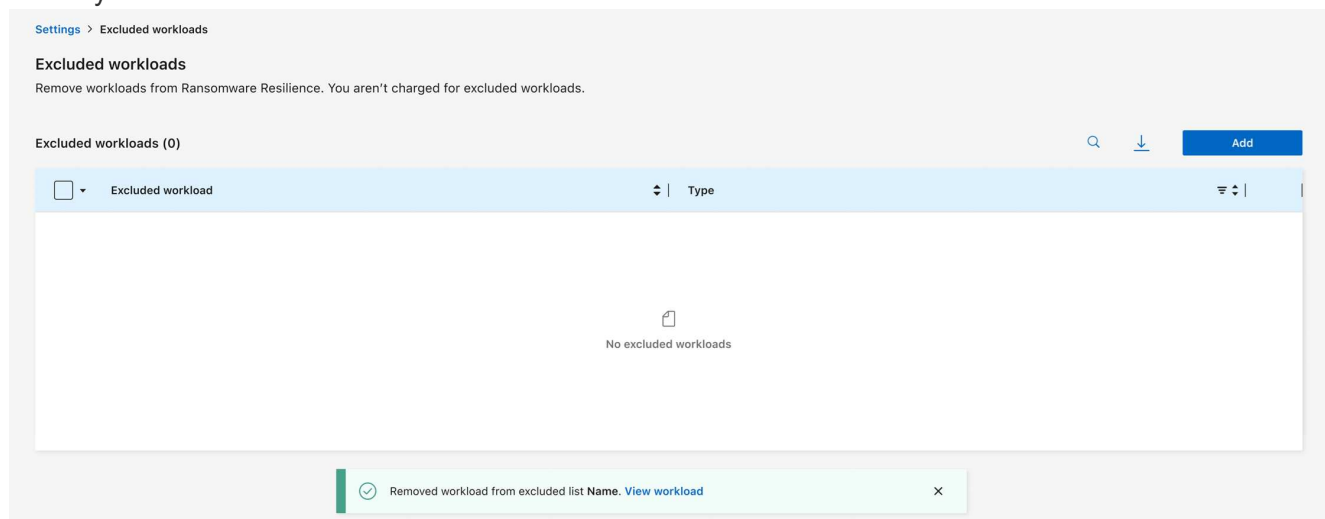 Settings > Excluded workloads
Excluded workloads
Remove workloads from Ransomware Resilience. You aren't charged for excluded workloads.
Excluded workloads (0)
Add
Excluded workload
Type
No excluded workloads
Removed workload from excluded list Name. View workload